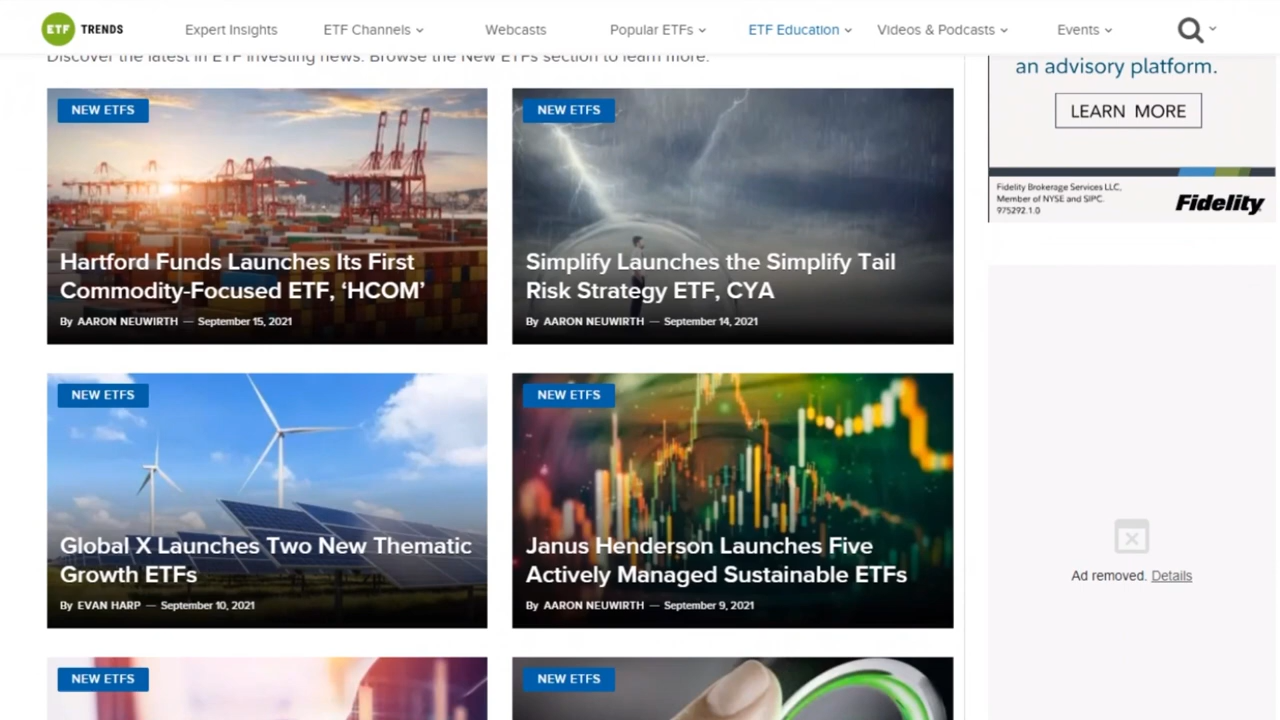 ETF TRENDS
Expert Insights
ETF Channels
Webcasts
Popular ETFs
ETF Education
Videos & Podcasts
Events
Discover the latest in ETF investing news. Browse the New ETFs section to learn more.
NEW ETFS
Hartford Funds Launches Its First
Commodity-Focused ETF, ‘HCOM’
By AARON NEUWIRTH — September 15, 2021
NEW ETFS
Simplify Launches the Simplify Tail
Risk Strategy ETF, CYA
By AARON NEUWIRTH — September 14, 2021
NEW ETFS
Global X Launches Two New Thematic
Growth ETFs
By EVAN HARP — September 10, 2021
NEW ETFS
Janus Henderson Launches Five
Actively Managed Sustainable ETFs
By AARON NEUWIRTH — September 9, 2021
NEW ETFS
NEW ETFS
an advisory platform.
LEARN MORE
Fidelity Brokerage Services LLC,
Member of NYSE and SIPC.
975292.1.0
Fidelity
Ad removed. Details